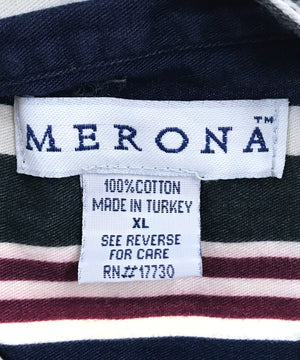 MERONA™
100% COTTON
MADE IN TURKEY
XL
SEE REVERSE
FOR CARE
RN# 17730